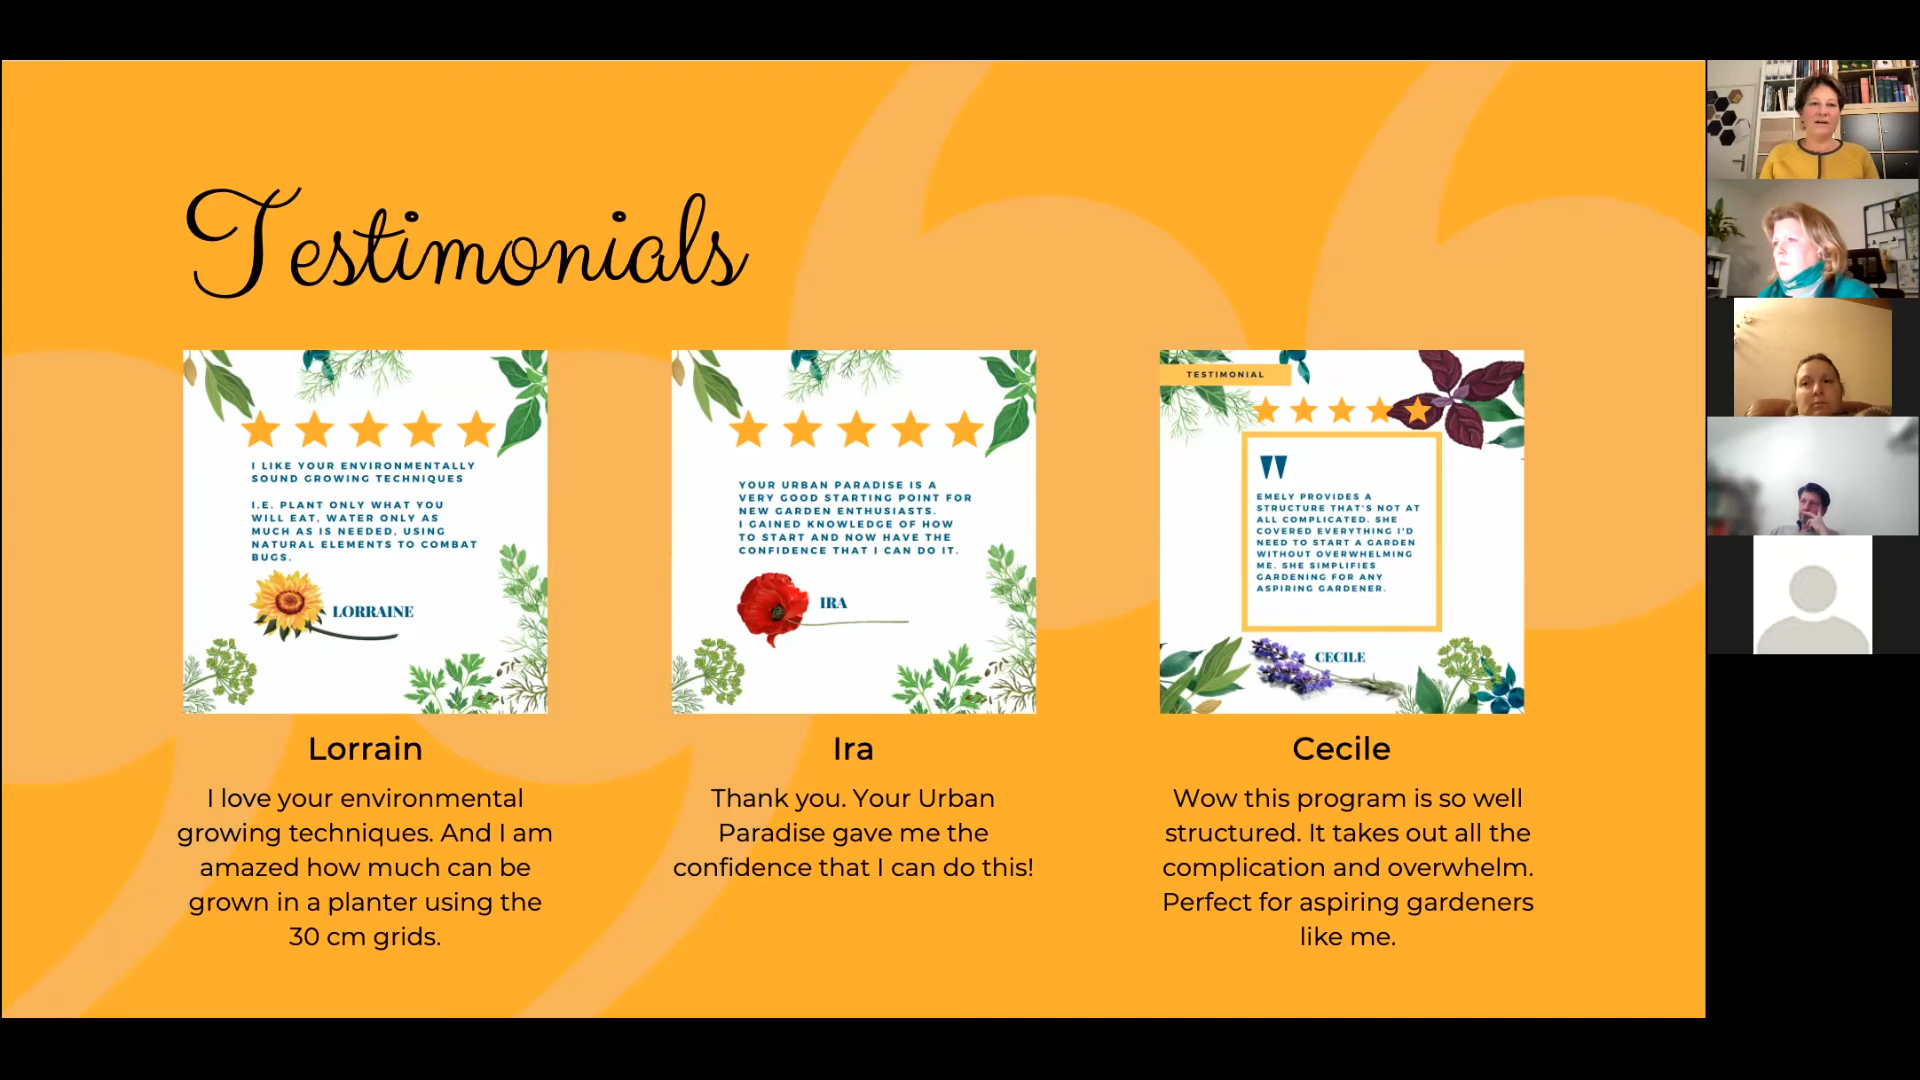 Testimonials
I LIKE YOUR ENVIRONMENTALLY
SOUND GROWING TECHNIQUES
I.E. PLANT ONLY WHAT YOU
WILL EAT, WATER ONLY AS
MUCH AS IS NEEDED, USING
NATURAL ELEMENTS TO COMBAT
BUGS.
LORRAINE
Lorrain
I love your environmental
growing techniques. And I am
amazed how much can be
grown in a planter using the
30 cm grids.
YOUR URBAN PARADISE IS A
VERY GOOD STARTING POINT FOR
NEW GARDEN ENTHUSIASTS.
I GAINED KNOWLEDGE OF HOW
TO START AND NOW HAVE THE
CONFIDENCE THAT I CAN DO IT.
IRA
Ira
Thank you. Your Urban
Paradise gave me the
confidence that I can do this!
TESTIMONIAL
EMELY PROVIDES A
STRUCTURE THAT'S NOT AT
ALL COMPLICATED. SHE
COVERED EVERYTHING I'D
NEED TO START A GARDEN
WITHOUT OVERWHELMING
ME. SHE SIMPLIFIES
GARDENING FOR ANY
ASPIRING GARDENER.
CECILE
Cecile
Wow this program is so well
structured. It takes out all the
complication and overwhelm.
Perfect for aspiring gardeners
like me.